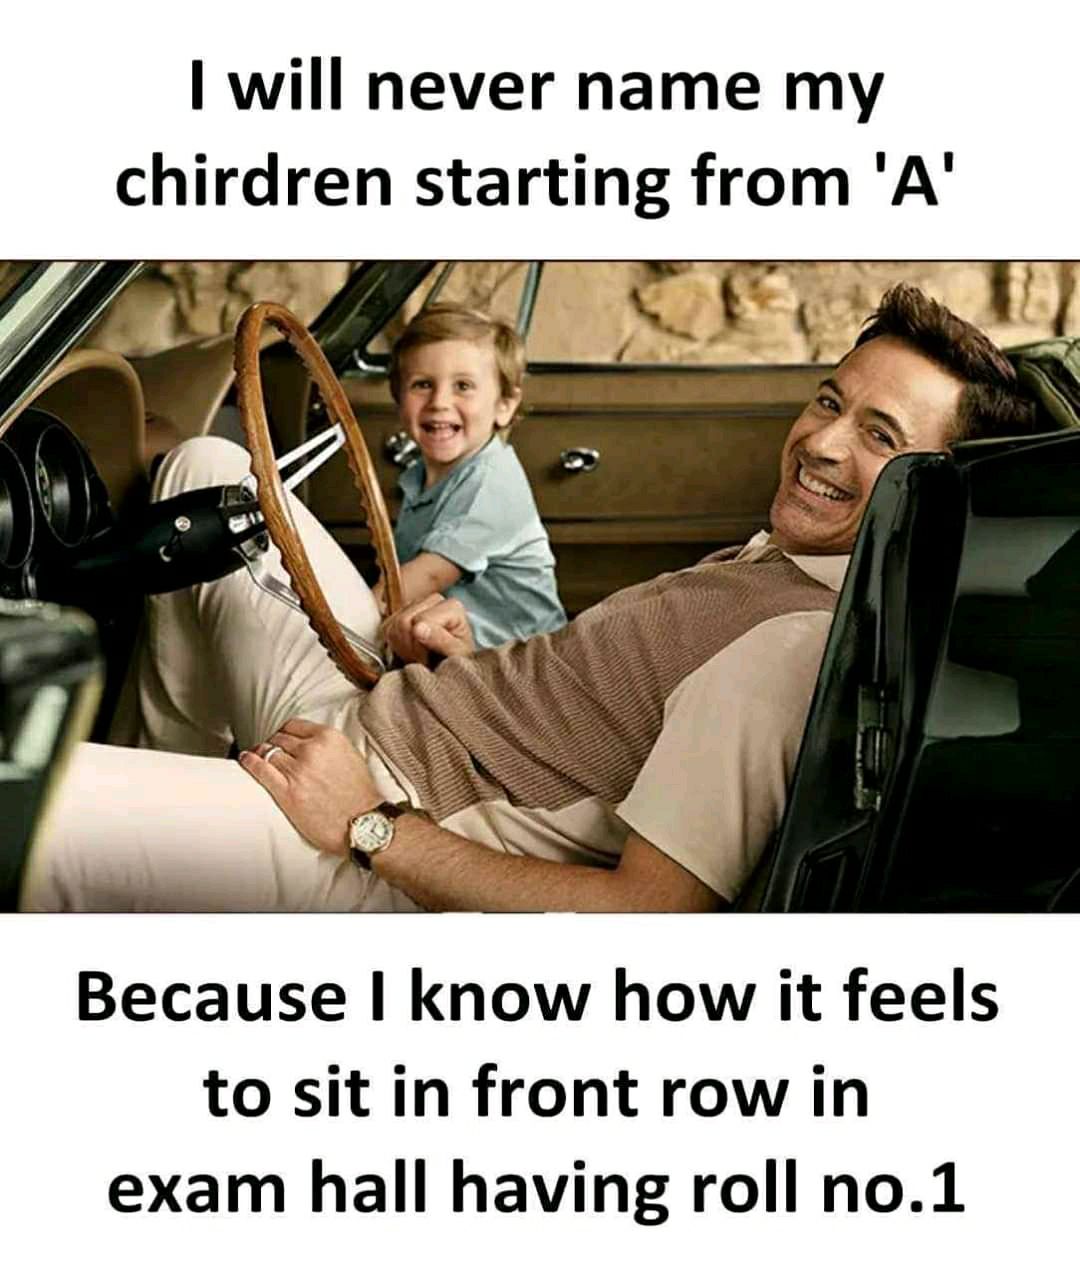 I will never name my
chirdren starting from 'A'
Because I know how it feels
to sit in front row in
exam hall having roll no.1